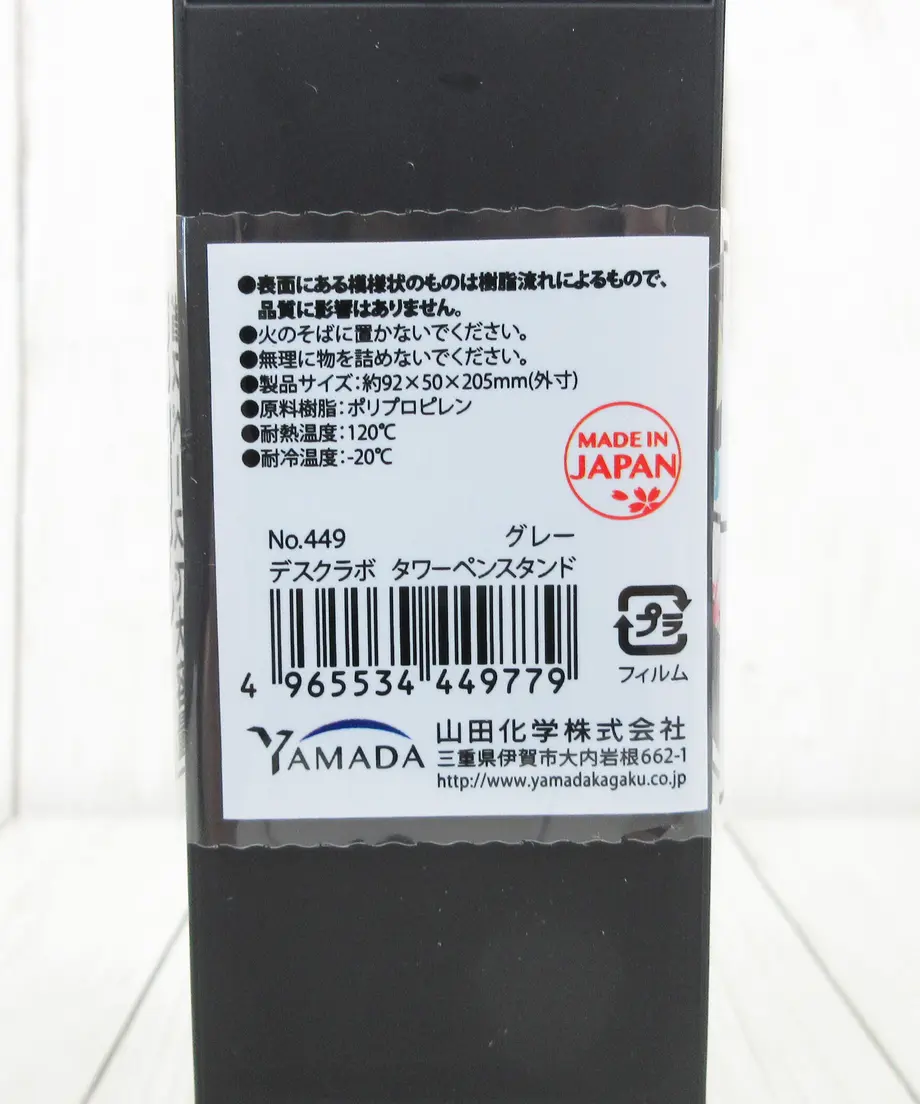 ●表面にある模様状のものは樹脂流れによるもので、
品質に影響はありません。
●火のそばに置かないでください。
●無理に物を詰めないでください。
●製品サイズ:約92×50×205mm(外寸)
●原料樹脂:ポリプロピレン
●耐熱温度:120℃
●耐冷温度:-20℃
MADE IN
JAPAN
No.449 グレー
デスクラボ タワーペンスタンド
4 965534 449779
プラ
フィルム
YAMADA
山田化学株式会社
三重県伊賀市大内岩根662-1
http://www.yamadakagaku.co.jp